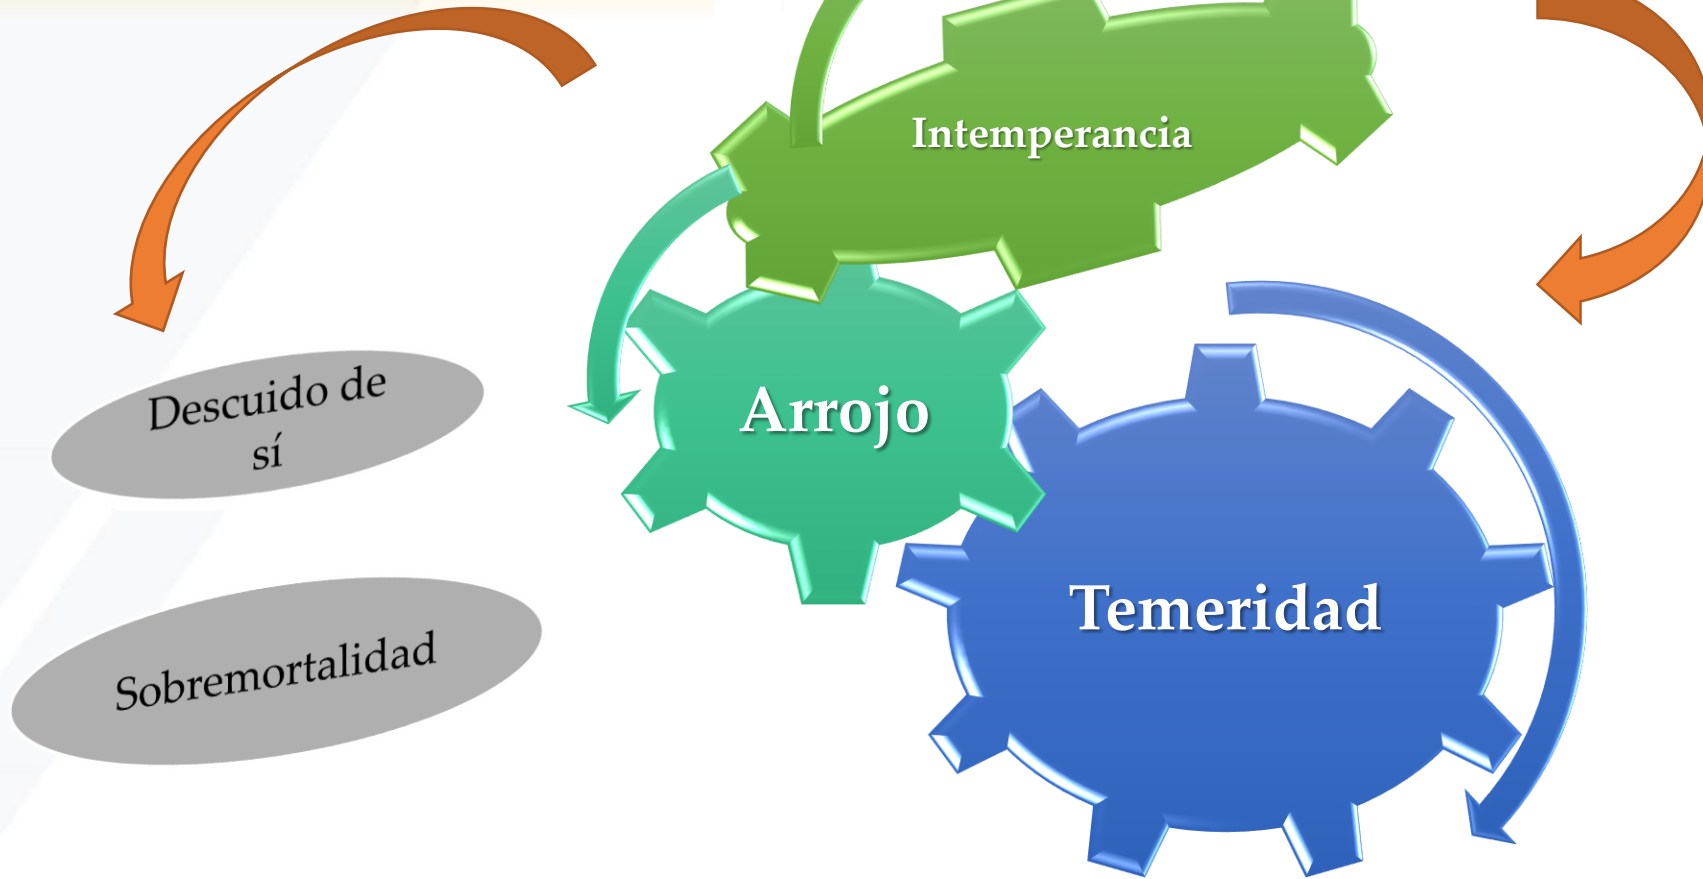 Intemperancia
Descuido de
sí
Arrojo
Temeridad
Sobremortalidad